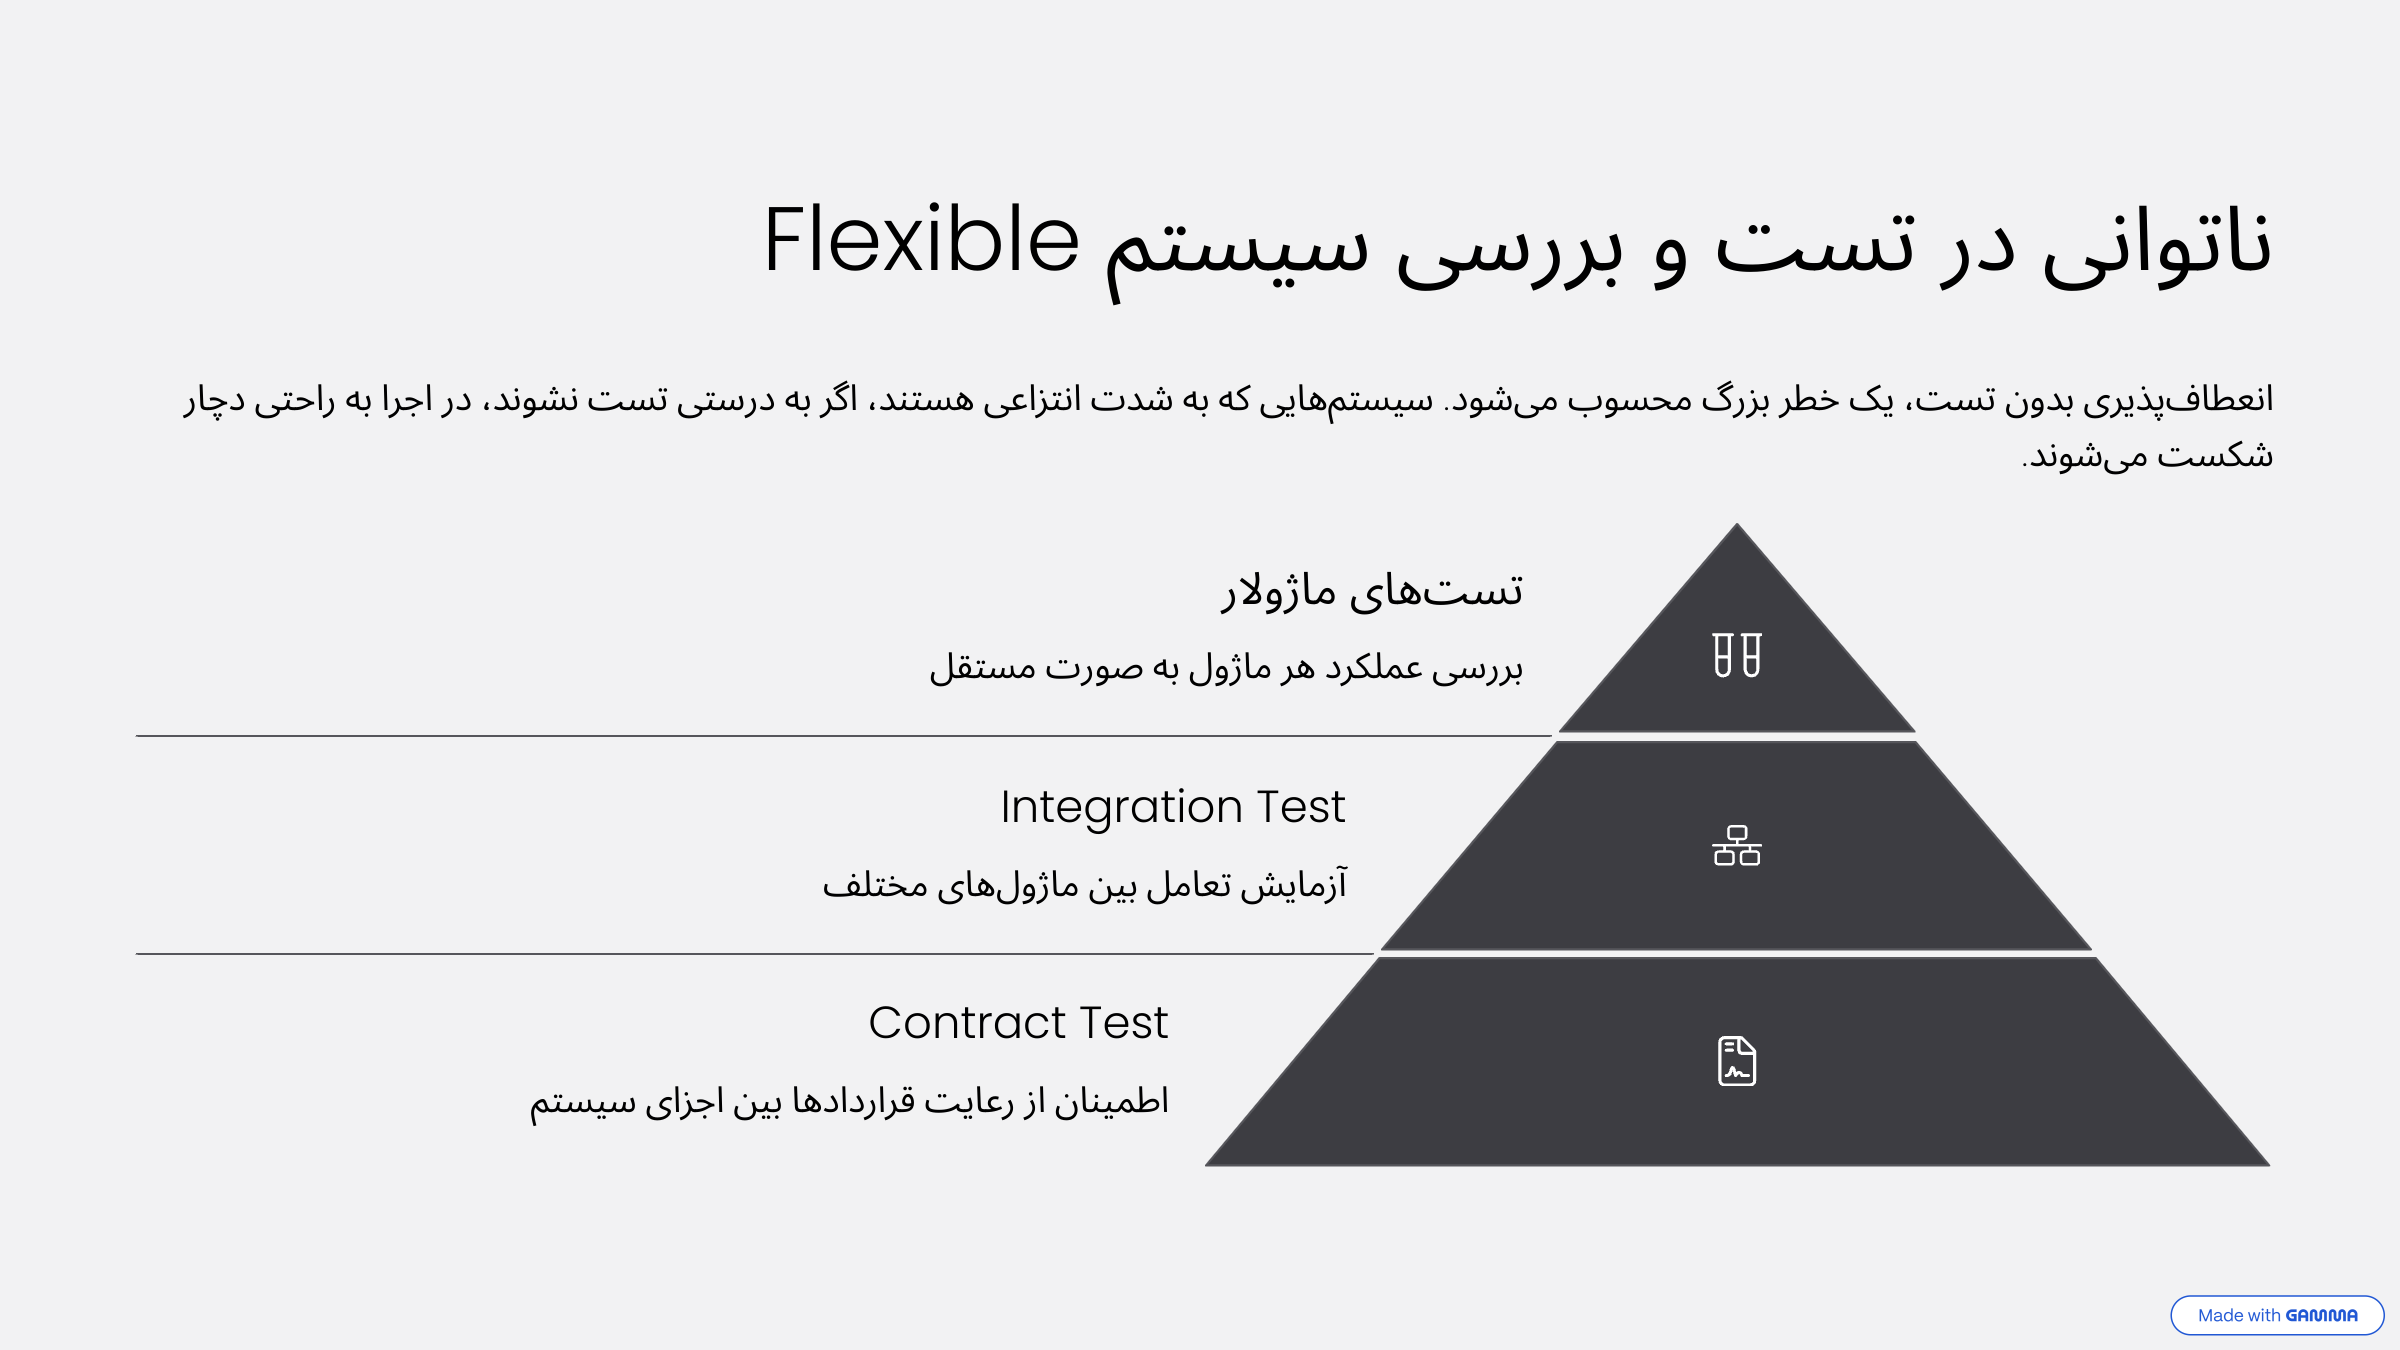 ناتوانی در تست و بررسی سیستم Flexible
انعطاف‌پذیری بدون تست، یک خطر بزرگ محسوب می‌شود. سیستم‌هایی که به شدت انتزاعی هستند، اگر به درستی تست نشوند، در اجرا به راحتی دچار
شکست می‌شوند.
تست‌های ماژولار
بررسی عملکرد هر ماژول به صورت مستقل
Integration Test
آزمایش تعامل بین ماژول‌های مختلف
Contract Test
اطمینان از رعایت قراردادها بین اجزای سیستم
Made with GAMMA